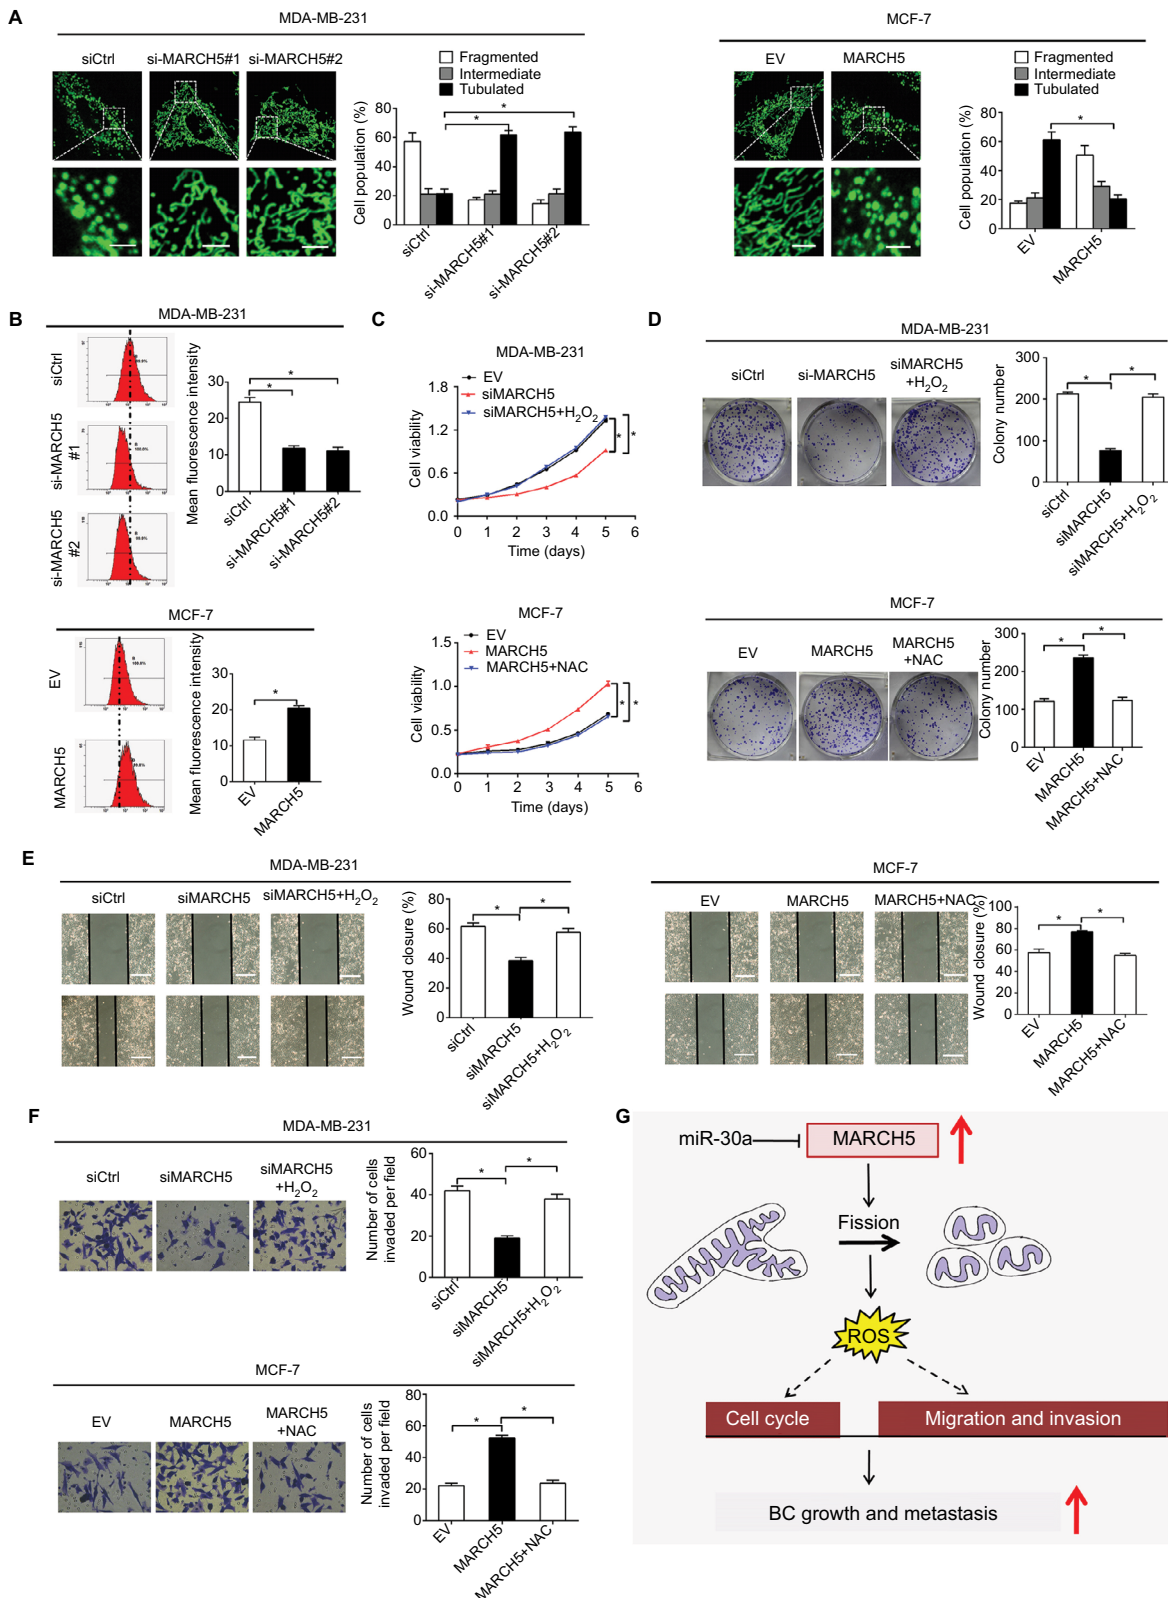 A
MDA-MB-231
siCtrl
si-MARCH5#1
si-MARCH5#2
Fragmented
Intermediate
Tubulated
Cell population (%)
80
60
40
20
0
*
*
siCtrl
si-MARCH5#1
si-MARCH5#2
MCF-7
EV
MARCH5
Fragmented
Intermediate
Tubulated
Cell population (%)
80
60
40
20
0
*
EV
MARCH5
B
MDA-MB-231
siCtrl
si-MARCH5
#1
si-MARCH5
#2
Mean fluorescence intensity
30
20
10
0
*
*
siCtrl
si-MARCH5#1
si-MARCH5#2
MCF-7
EV
MARCH5
Mean fluorescence intensity
30
20
10
0
*
EV
MARCH5
C
MDA-MB-231
EV
siMARCH5
siMARCH5+H2O2
Cell viability
1.8
1.2
0.6
0.0
*
*
0 1 2 3 4 5 6
Time (days)
MCF-7
EV
MARCH5
MARCH5+NAC
Cell viability
1.5
1.0
0.5
0.0
*
*
0 1 2 3 4 5 6
Time (days)
D
MDA-MB-231
siCtrl
si-MARCH5
siMARCH5
+H2O2
Colony number
300
200
100
0
*
*
siCtrl
siMARCH5
siMARCH5+H2O2
MCF-7
EV
MARCH5
MARCH5
+NAC
Colony number
300
200
100
0
*
*
EV
MARCH5
MARCH5+NAC
E
MDA-MB-231
siCtrl
siMARCH5
siMARCH5+H2O2
Wound closure (%)
80
60
40
20
0
*
*
siCtrl
siMARCH5
siMARCH5+H2O2
MCF-7
EV
MARCH5
MARCH5+NAC
Wound closure (%)
100
80
60
40
20
0
*
*
EV
MARCH5
MARCH5+NAC
F
MDA-MB-231
siCtrl
siMARCH5
siMARCH5
+H2O2
Number of cells
invaded per field
60
40
20
0
*
*
siCtrl
siMARCH5
siMARCH5+H2O2
MCF-7
EV
MARCH5
MARCH5
+NAC
Number of cells
invaded per field
80
60
40
20
0
*
*
EV
MARCH5
MARCH5+NAC
G
miR-30a
MARCH5
Fission
ROS
Cell cycle
Migration and invasion
BC growth and metastasis